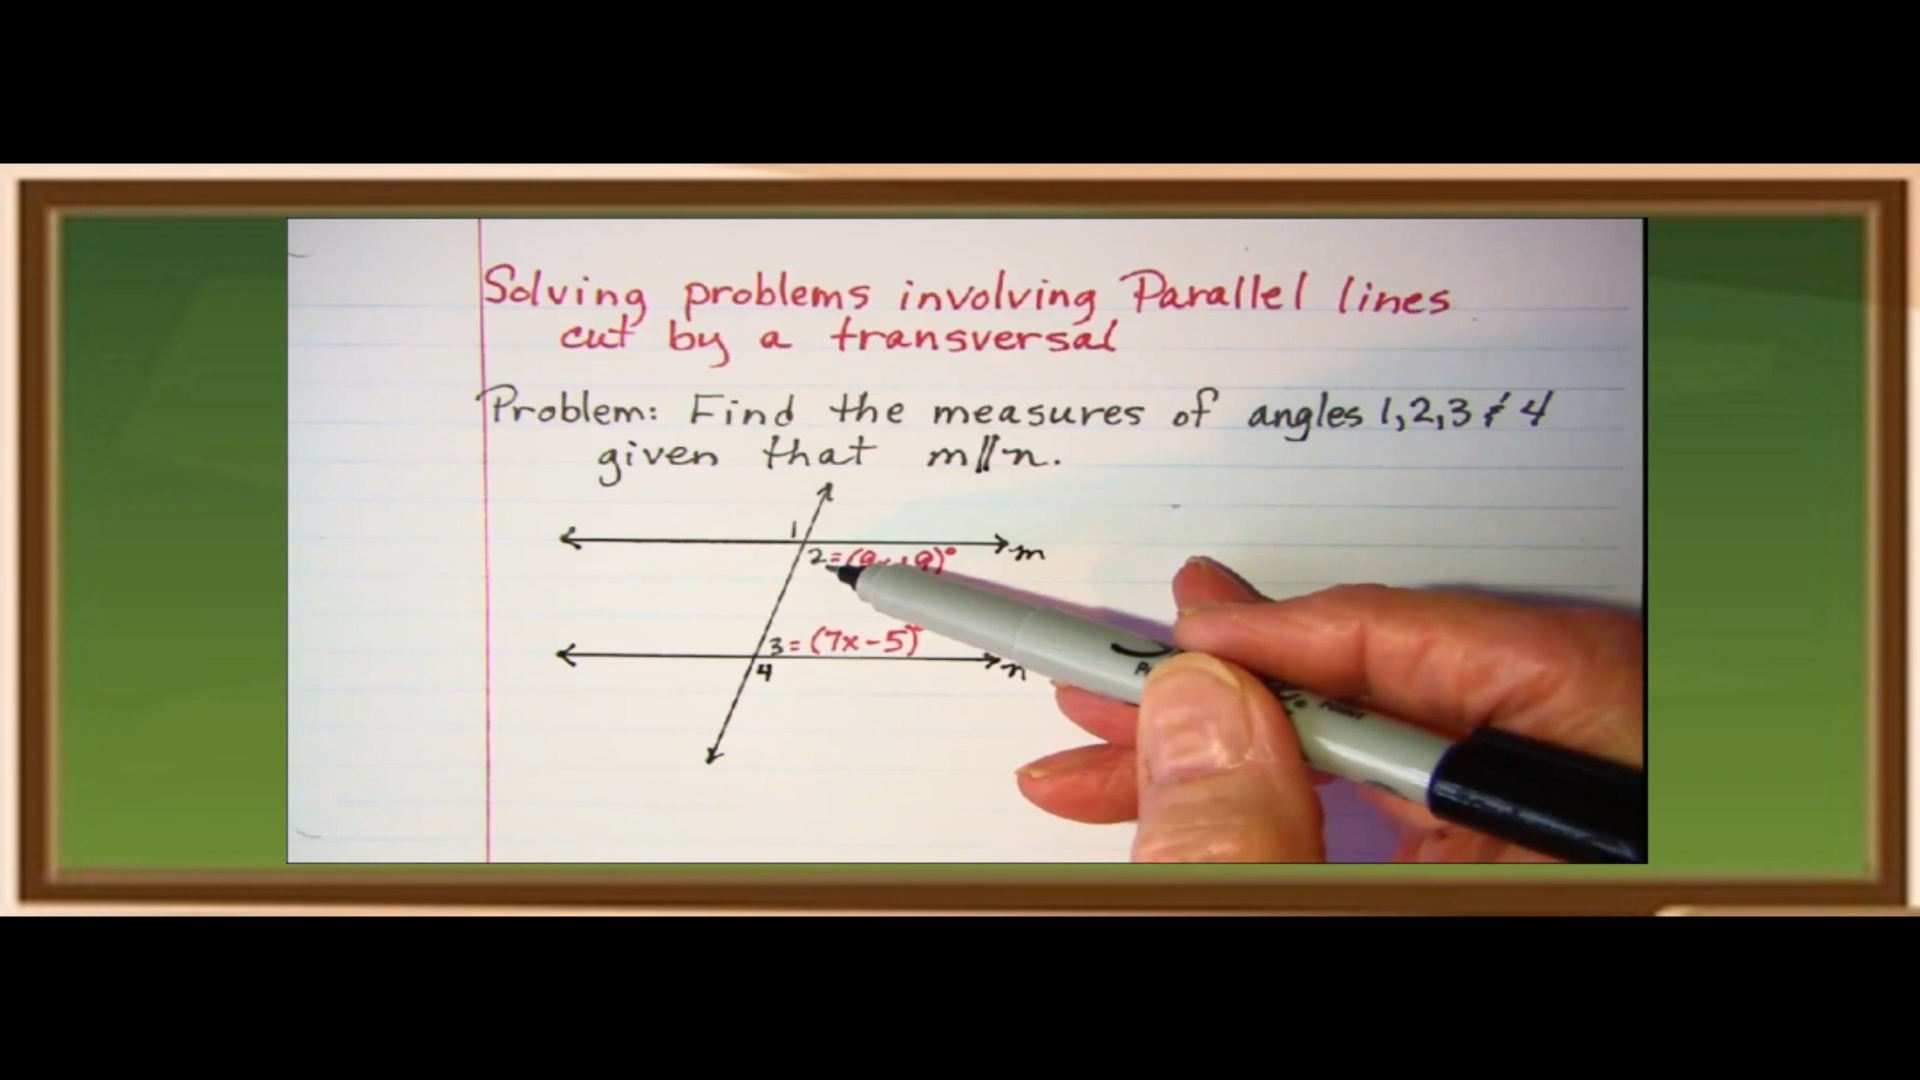 Solving problems involving Parallel lines
cut by a transversal
Problem: Find the measures of angles 1,2,3 & 4
given that m//n.
1
m
2=
3=(7x-5)°
n
4